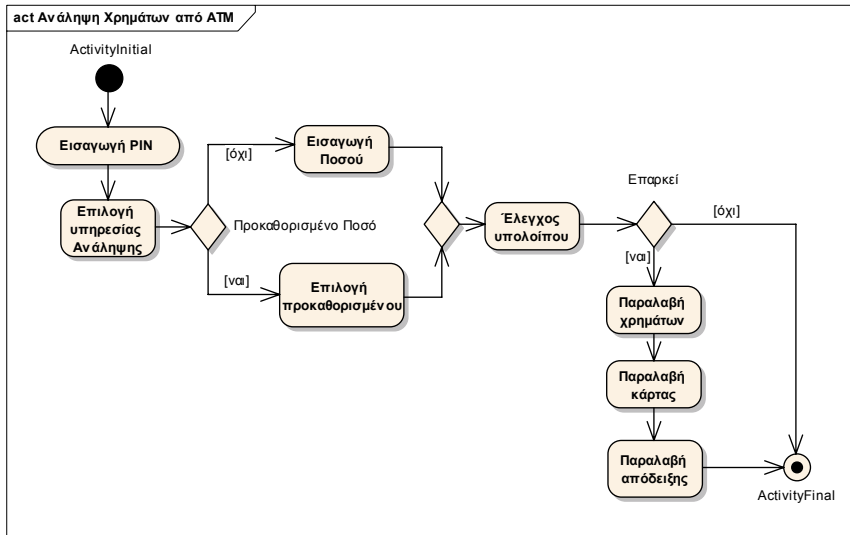 act Ανάληψη Χρημάτων από ATM
ActivityInitial
Εισαγωγή PIN
Επιλογή
υπηρεσίας
Ανάληψης
[όχι]
Προκαθορισμένο Ποσό
[ναι]
Εισαγωγή
Ποσού
Επιλογή
προκαθορισμένου
Έλεγχος
υπολοίπου
Επαρκεί
[όχι]
[ναι]
Παραλαβή
χρημάτων
Παραλαβή
κάρτας
Παραλαβή
απόδειξης
ActivityFinal